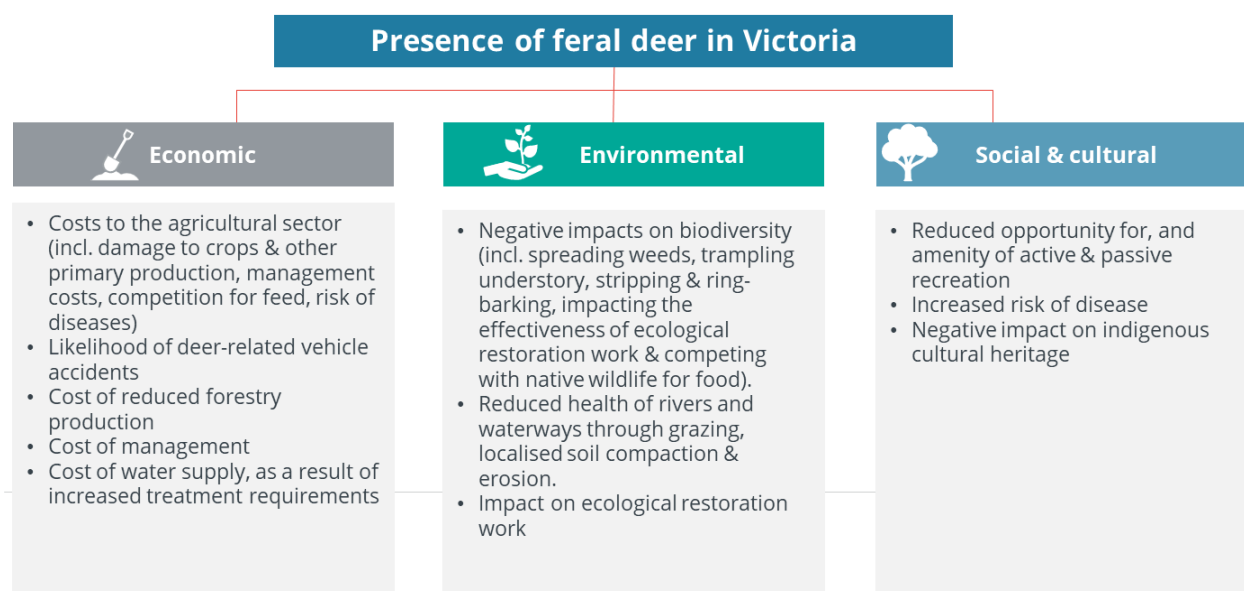 Presence of feral deer in Victoria
Economic
• Costs to the agricultural sector
(incl. damage to crops & other
primary production, management
costs, competition for feed, risk of
diseases)
• Likelihood of deer-related vehicle
accidents
• Cost of reduced forestry
production
• Cost of management
• Cost of water supply, as a result of
increased treatment requirements
Environmental
• Negative impacts on biodiversity
(incl. spreading weeds, trampling
understory, stripping & ring-
barking, impacting the
effectiveness of ecological
restoration work & competing
with native wildlife for food).
• Reduced health of rivers and
waterways through grazing,
localised soil compaction &
erosion.
• Impact on ecological restoration
work
Social & cultural
• Reduced opportunity for, and
amenity of active & passive
recreation
• Increased risk of disease
• Negative impact on indigenous
cultural heritage